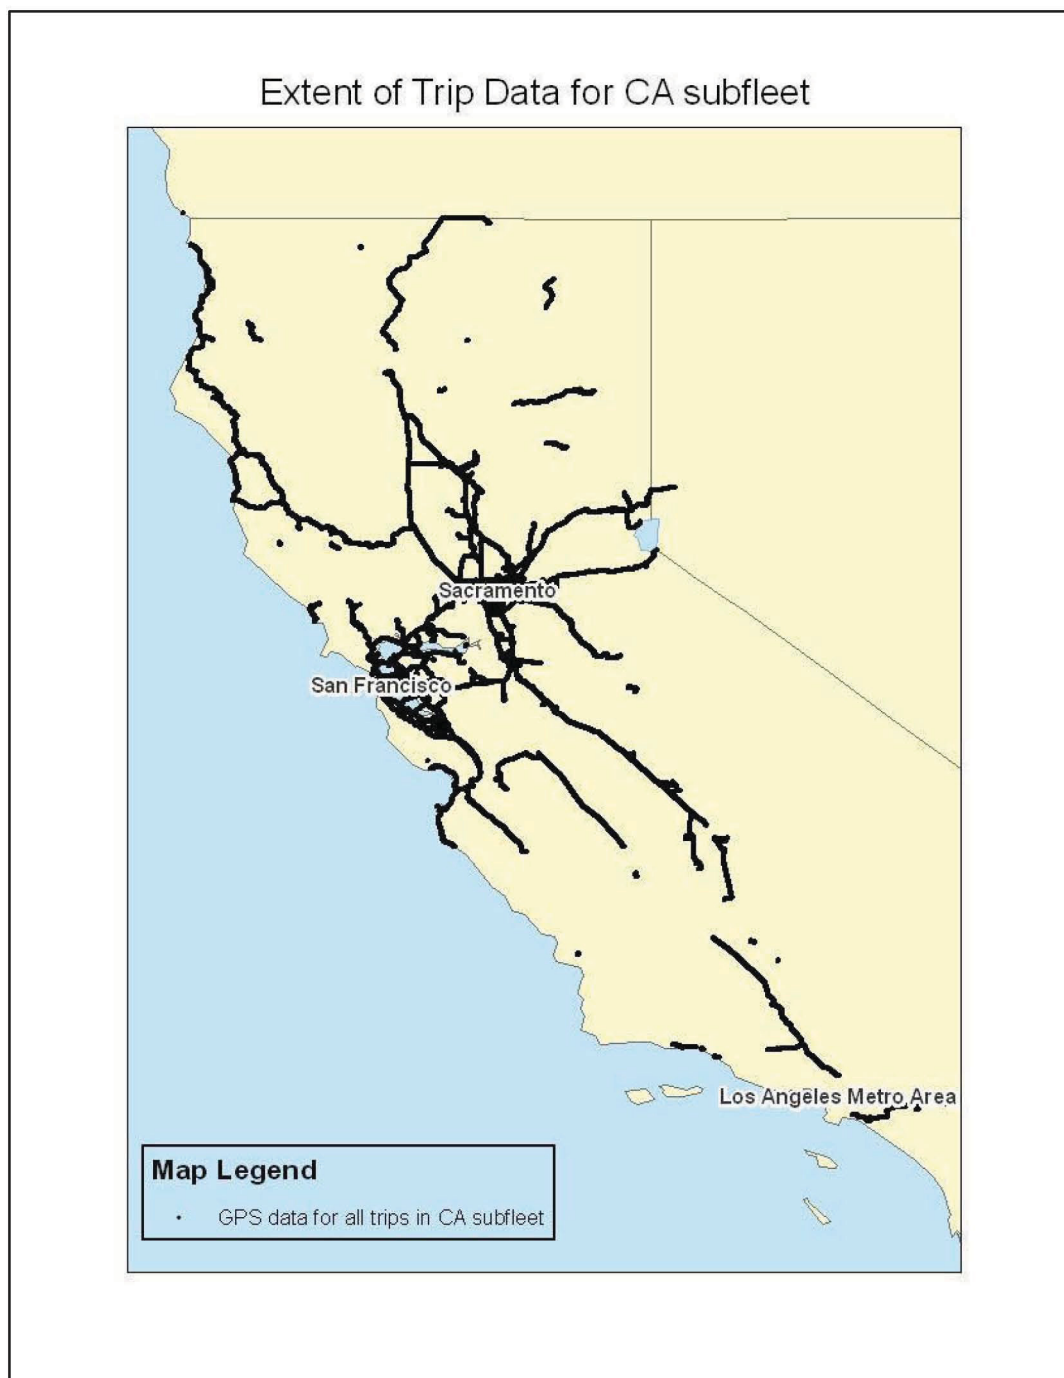 Extent of Trip Data for CA subfleet
Sacramento
San Francisco
Los Angeles Metro Area
Map Legend
GPS data for all trips in CA subfleet